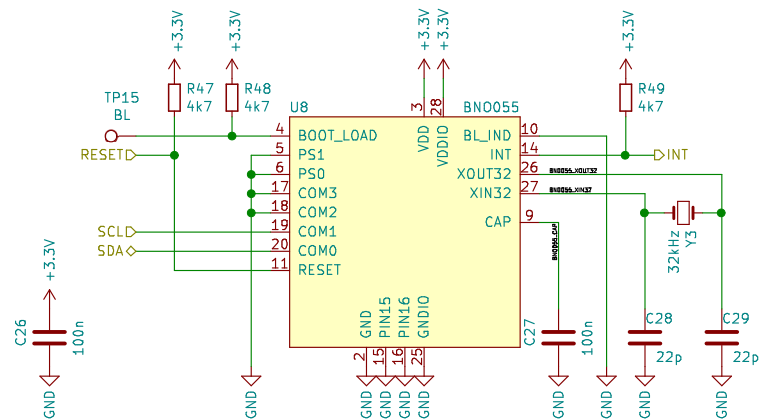 +3.3V
+3.3V
+3.3V
+3.3V
+3.3V
TP15
BL
R47
4k7
R48
4k7
U8
BNO055
R49
4k7
3
28
VDD
VDDIO
4
BOOT_LOAD
BL_IND
10
RESET
5
PS1
INT
14
INT
6
PS0
XOUT32
26
BNO055_XOUT32
17
COM3
XIN32
27
BNO055_XIN32
18
COM2
CAP
9
BNO055_CAP
SCL
19
COM1
SDA
20
COM0
11
RESET
32kHz
Y3
+3.3V
C26
100n
GND
PIN15
PIN16
GNDIO
2
15
16
25
C27
100n
C28
22p
C29
22p
GND
GND
GND
GND
GND
GND
GND
GND
GND
GND